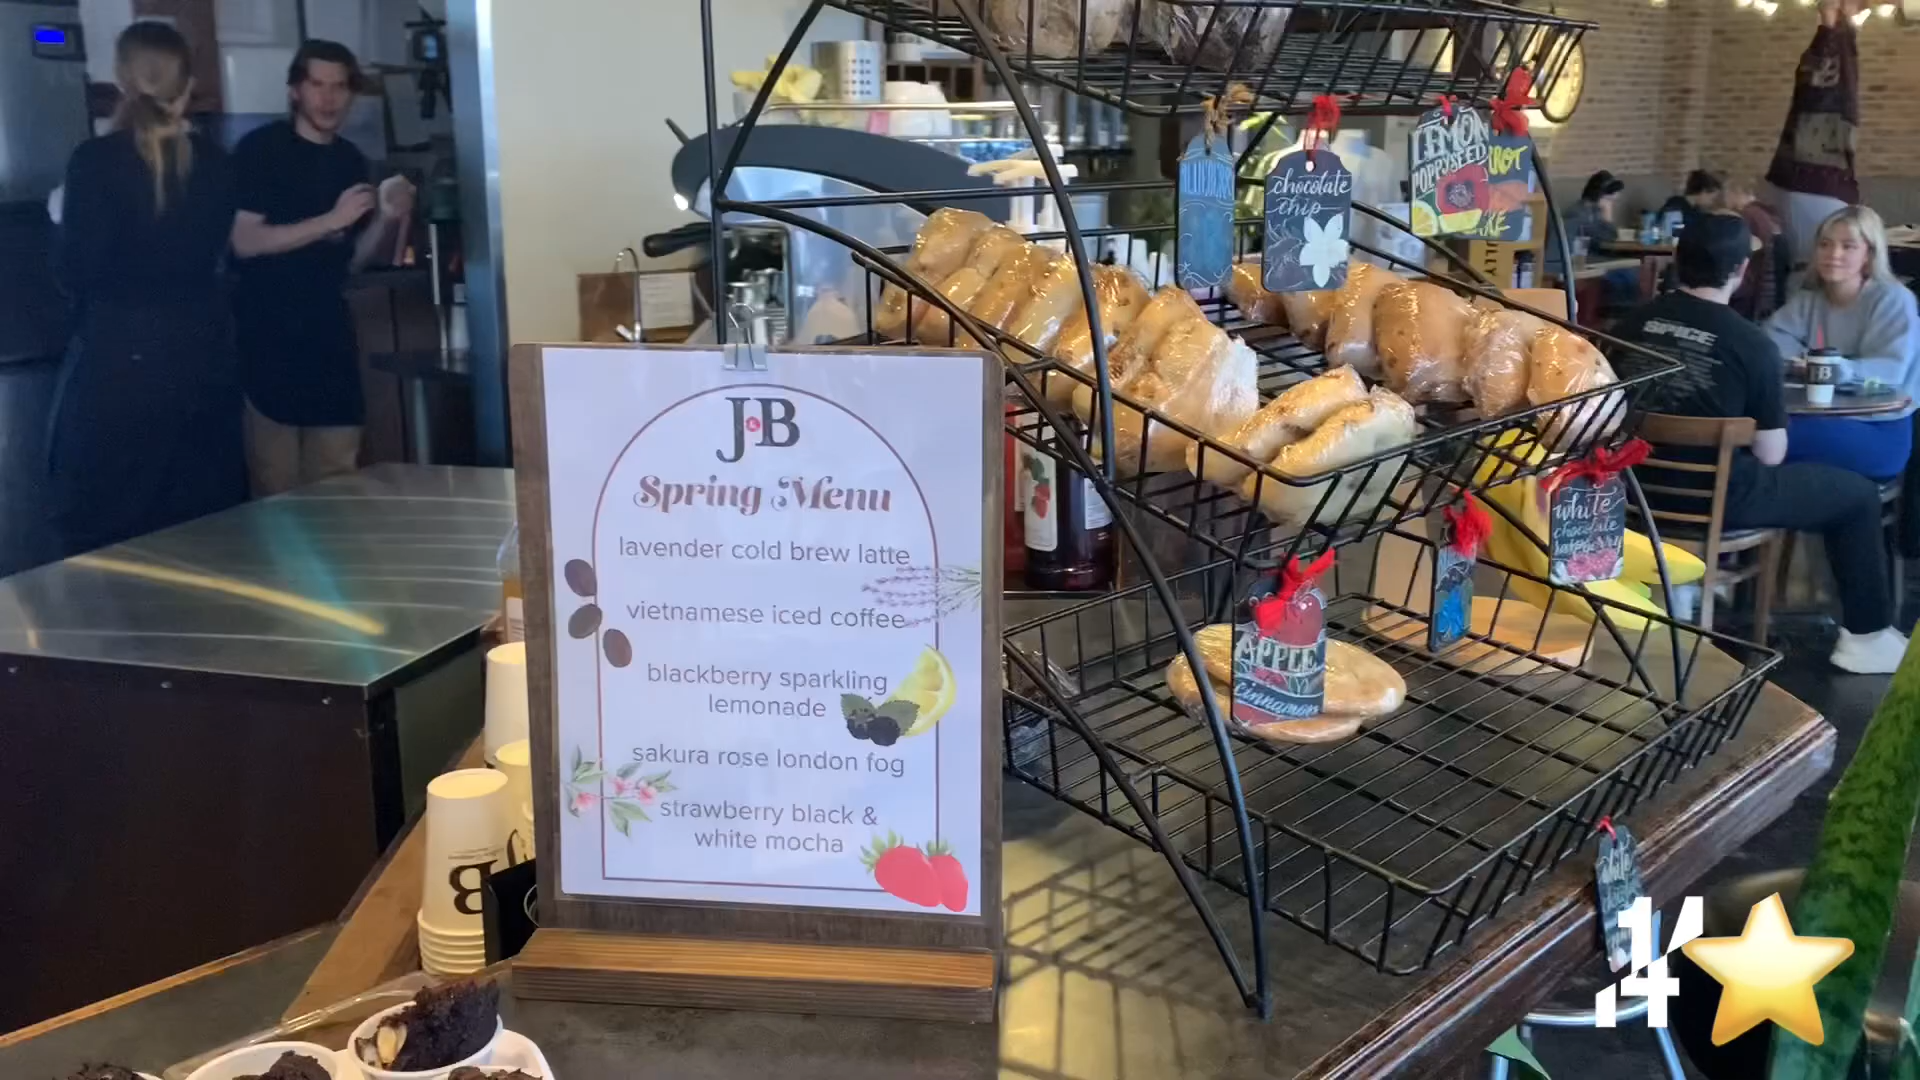 J&B
Spring Menu
lavender cold brew latte
vietnamese iced coffee
blackberry sparkling
lemonade
sakura rose london fog
strawberry black &
white mocha
chocolate
chip
LEMON
POPPYSEED
white
chocolate
raspberry
APPLE
cinnamon
SPICE
B
white
14